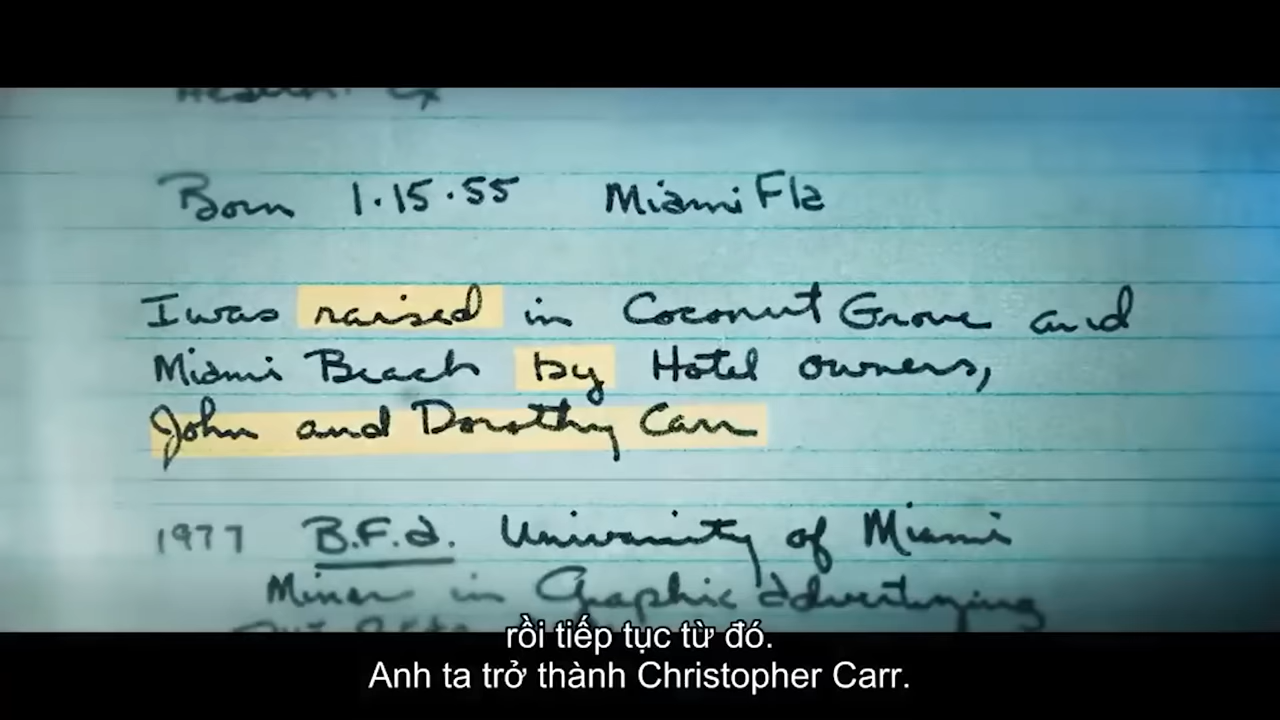 Born 1.15.55 Miami Fla
I was raised in Coconut Grove and
Miami Beach by Hotel owners,
John and Dorothy Carr
1977 B.F.a. University of Miami
Minor in Graphic advertizing
rồi tiếp tục từ đó.
Anh ta trở thành Christopher Carr.